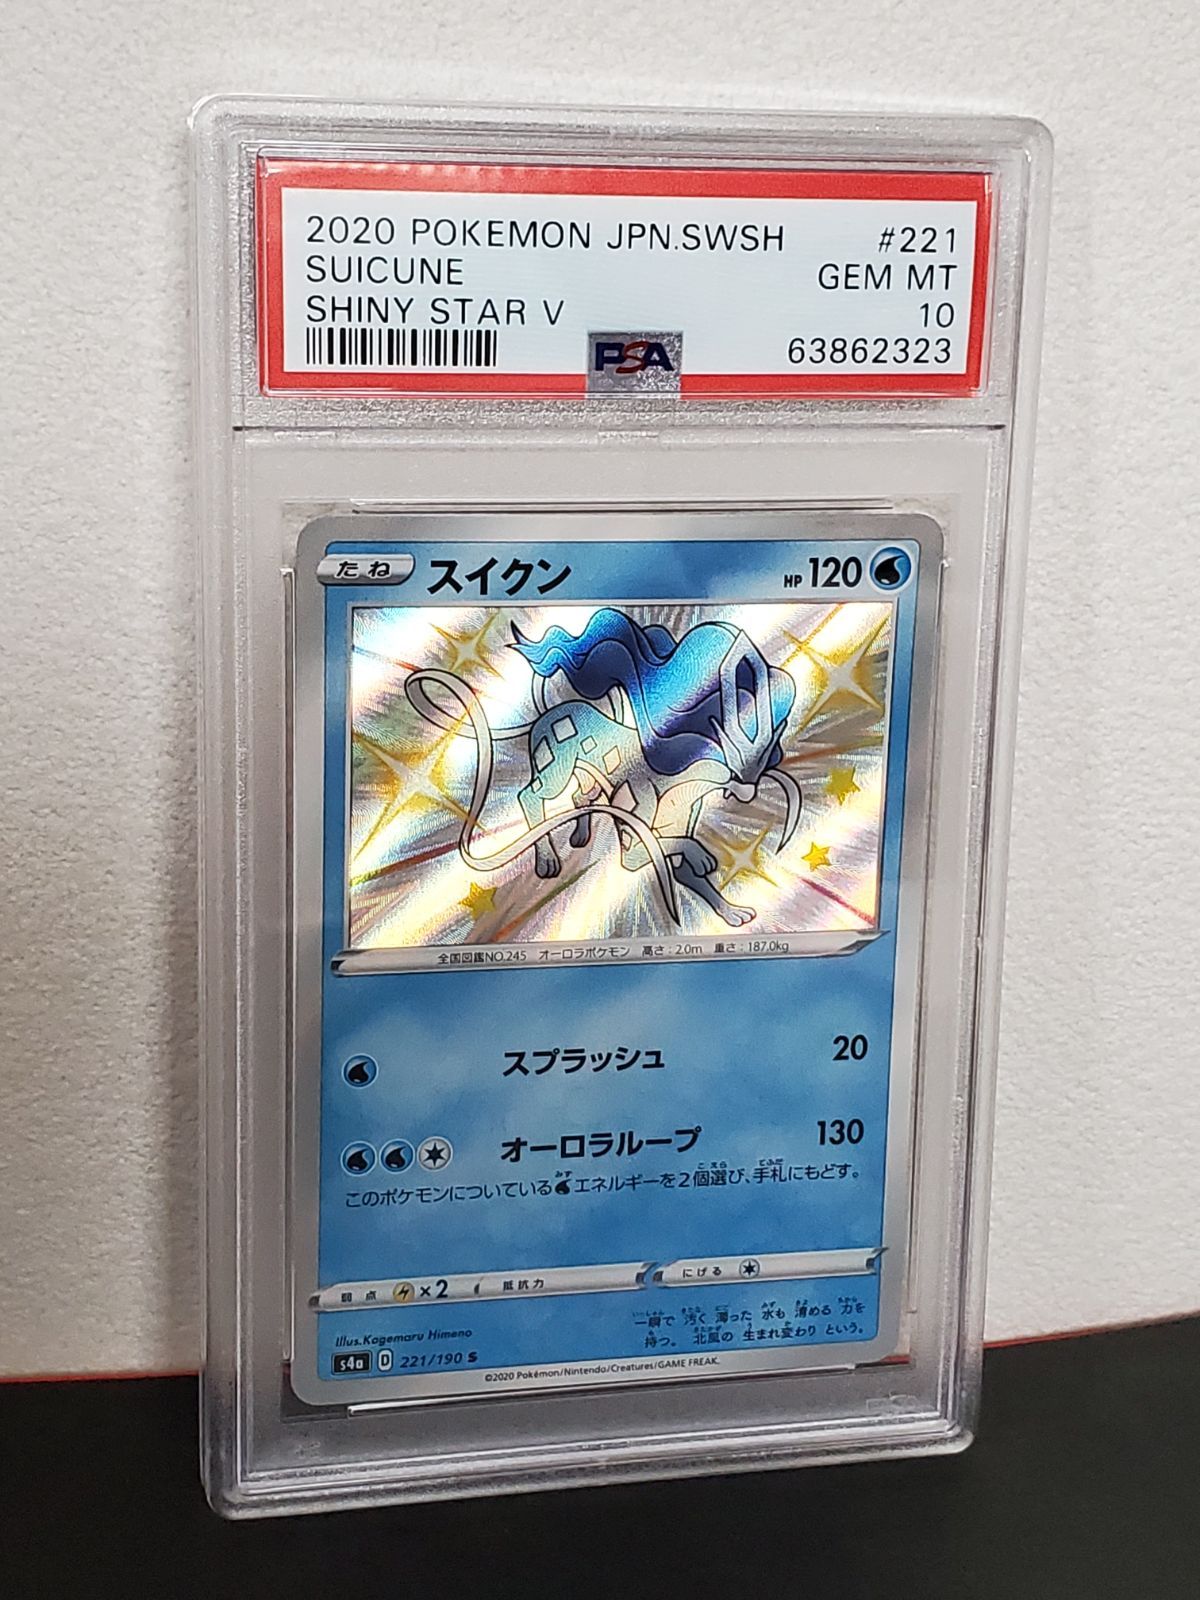 2020 POKEMON JPN.SWSH #221
SUICUNE GEM MT
SHINY STAR V 10
PSA 63862323
たね スイクン HP 120
全国図鑑NO.245 オーロラポケモン 高さ:2.0m 重さ:187.0kg
スプラッシュ 20
オーロラループ 130
このポケモンについているエネルギーを2個選び、手札にもどす。
弱点 ×2 抵抗力 にげる
一瞬で 汚く 濁った 水も 清める 力を
持つ。 北風の 生まれ変わり という。
Illus.Kagemaru Himeno
s4a D 221/190 S
©2020 Pokémon/Nintendo/Creatures/GAME FREAK.